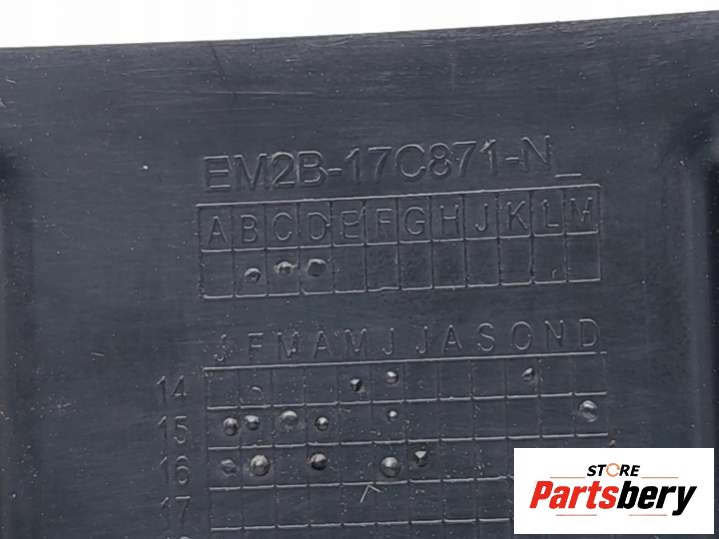 EM2B-17C871-N_
A B C D E F G H J K L M
J F M A M J J A S O N D
14
15
16
17
STORE
Partsbery